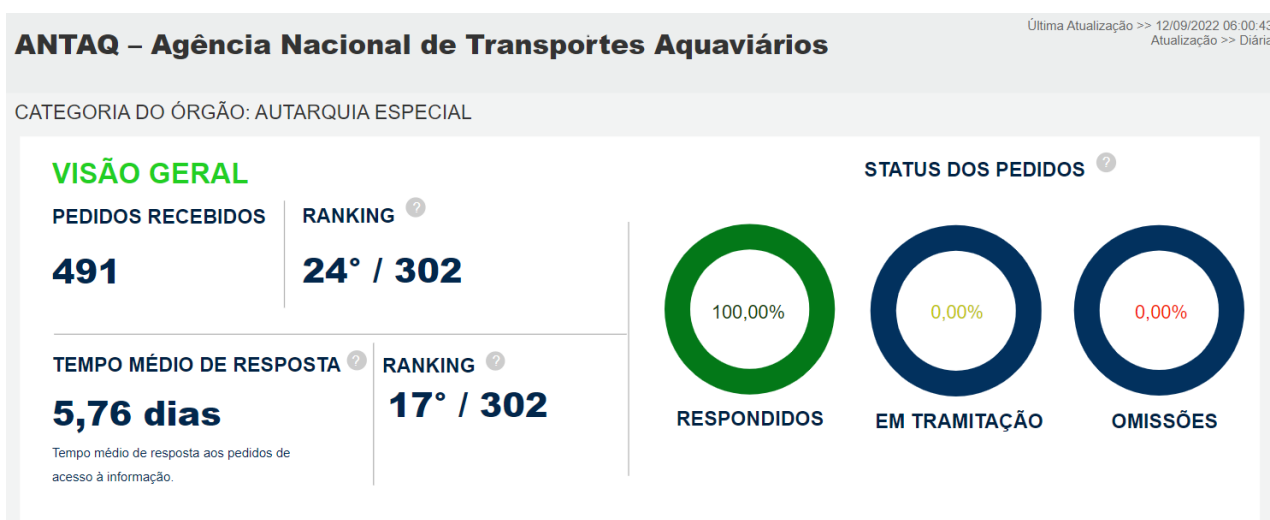 ANTAQ – Agência Nacional de Transportes Aquaviários
Última Atualização >> 12/09/2022 06:00:43
Atualização >> Diária
CATEGORIA DO ÓRGÃO: AUTARQUIA ESPECIAL
VISÃO GERAL
PEDIDOS RECEBIDOS
491
RANKING ?
24° / 302
TEMPO MÉDIO DE RESPOSTA ?
5,76 dias
Tempo médio de resposta aos pedidos de
acesso à informação.
RANKING ?
17° / 302
STATUS DOS PEDIDOS ?
100,00%
RESPONDIDOS
0,00%
EM TRAMITAÇÃO
0,00%
OMISSÕES